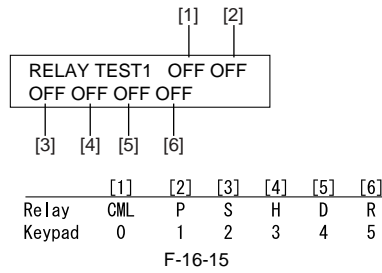 [1] [2]
RELAY TEST1 OFF OFF
OFF OFF OFF OFF
[3] [4] [5] [6]
[1] [2] [3] [4] [5] [6]
Relay CML P S H D R
Keypad 0 1 2 3 4 5
F-16-15